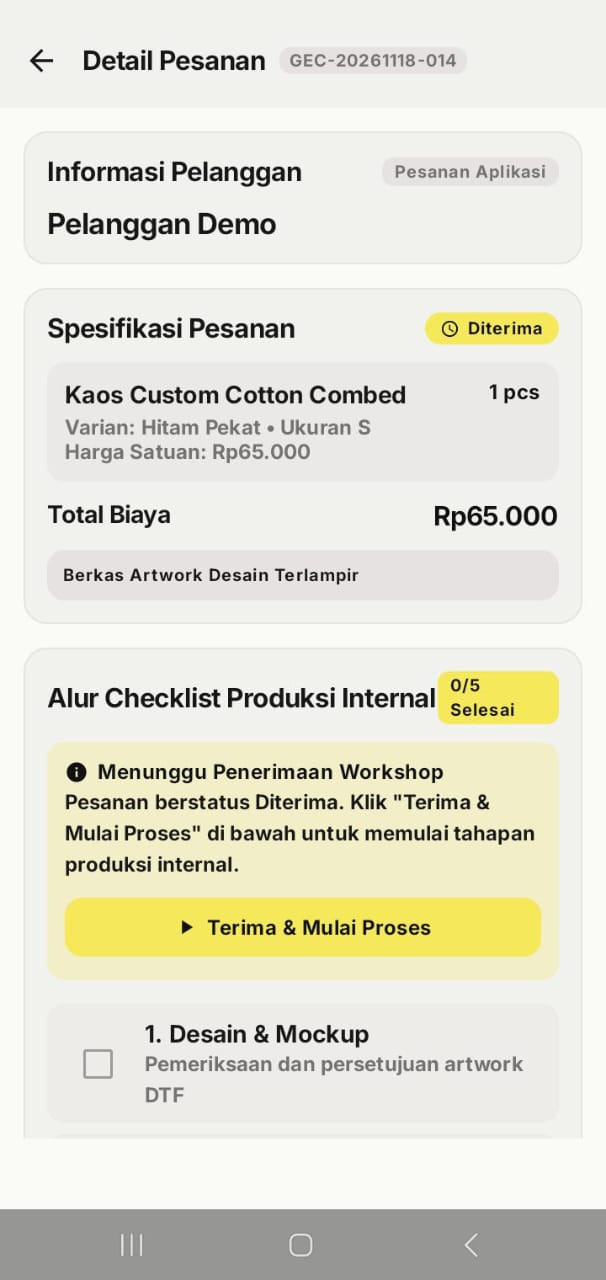 Detail Pesanan GEC-20261118-014
Informasi Pelanggan Pesanan Aplikasi
Pelanggan Demo
Spesifikasi Pesanan Diterima
Kaos Custom Cotton Combed 1 pcs
Varian: Hitam Pekat • Ukuran S
Harga Satuan: Rp65.000
Total Biaya Rp65.000
Berkas Artwork Desain Terlampir
Alur Checklist Produksi Internal 0/5
Selesai
Menunggu Penerimaan Workshop
Pesanan berstatus Diterima. Klik "Terima &
Mulai Proses" di bawah untuk memulai tahapan
produksi internal.
Terima & Mulai Proses
1. Desain & Mockup
Pemeriksaan dan persetujuan artwork
DTF